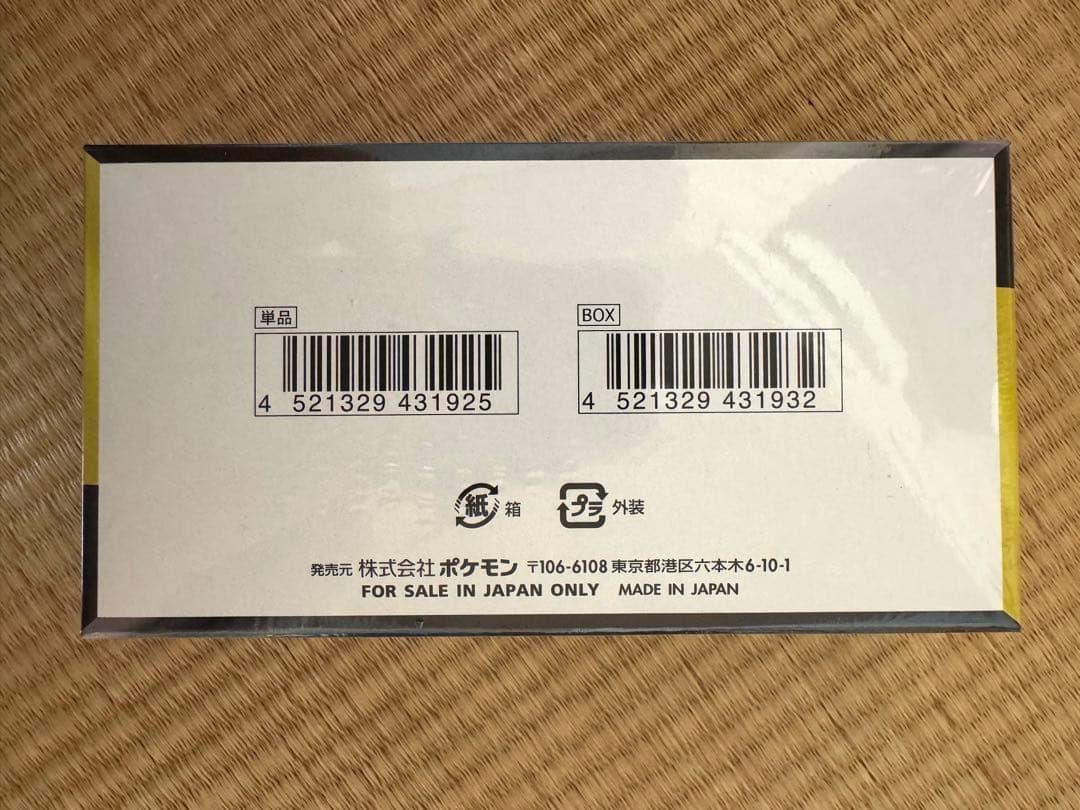 単品
4 521329 431925
BOX
4 521329 431932
紙 箱
プラ 外装
発売元 株式会社 ポケモン 〒106-6108 東京都港区六本木6-10-1
FOR SALE IN JAPAN ONLY MADE IN JAPAN